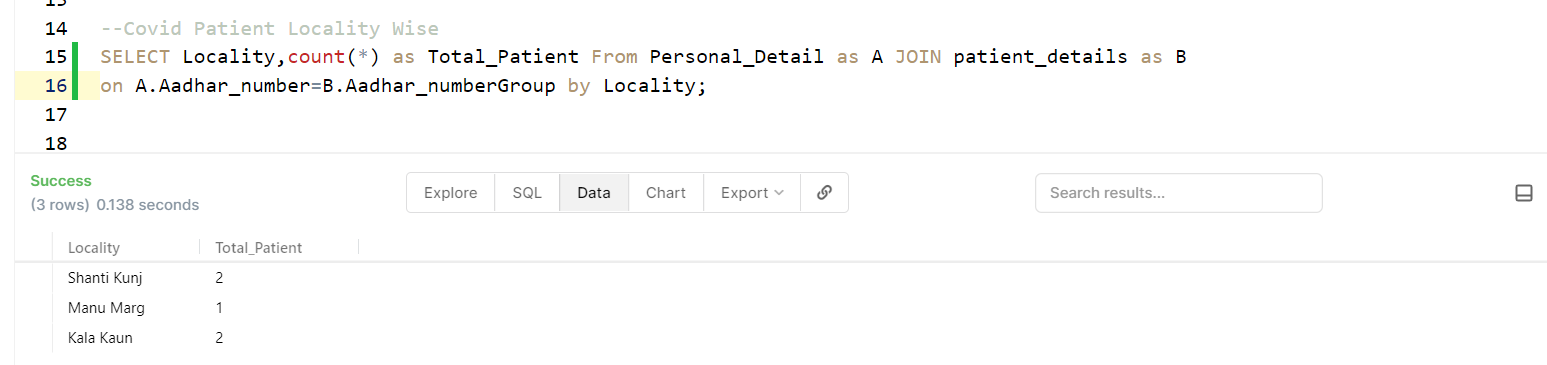 14 --Covid Patient Locality Wise
15 SELECT Locality,count(*) as Total_Patient From Personal_Detail as A JOIN patient_details as B
16 on A.Aadhar_number=B.Aadhar_numberGroup by Locality;
17
18
Success
(3 rows) 0.138 seconds
Explore SQL Data Chart Export
Search results...
Locality Total_Patient
Shanti Kunj 2
Manu Marg 1
Kala Kaun 2